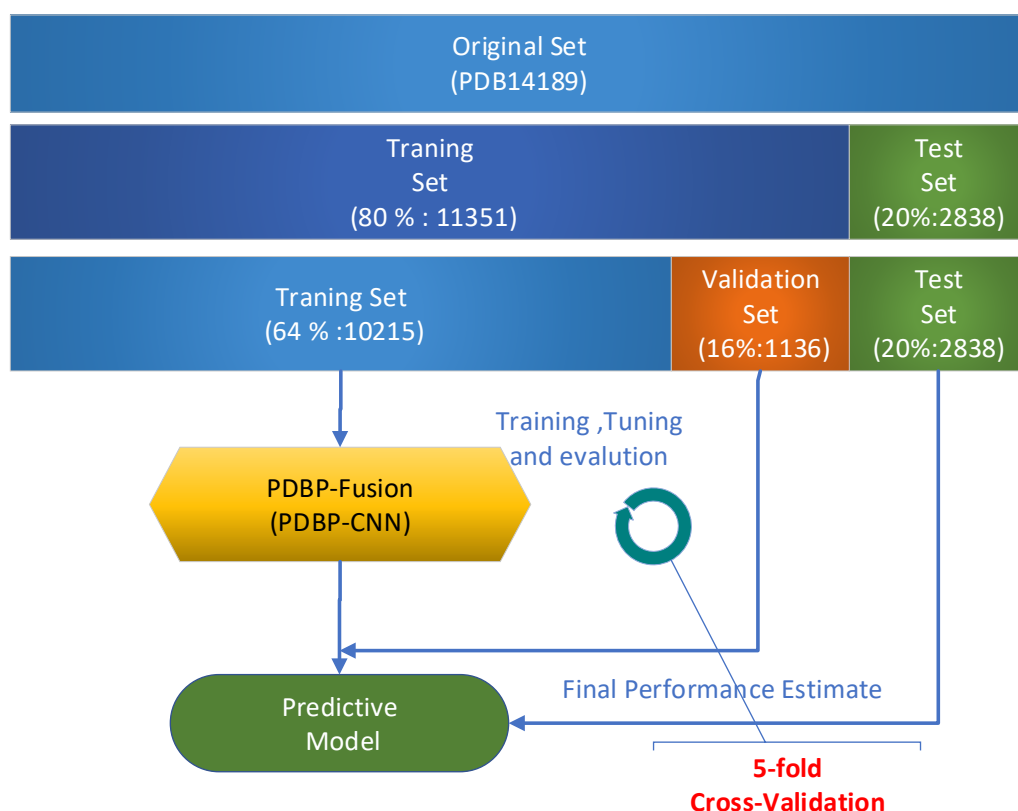 Original Set
(PDB14189)
Traning
Set
(80 % : 11351)
Test
Set
(20%:2838)
Traning Set
(64 % :10215)
Validation
Set
(16%:1136)
Test
Set
(20%:2838)
Training ,Tuning
and evalution
PDBP-Fusion
(PDBP-CNN)
Final Performance Estimate
Predictive
Model
5-fold
Cross-Validation